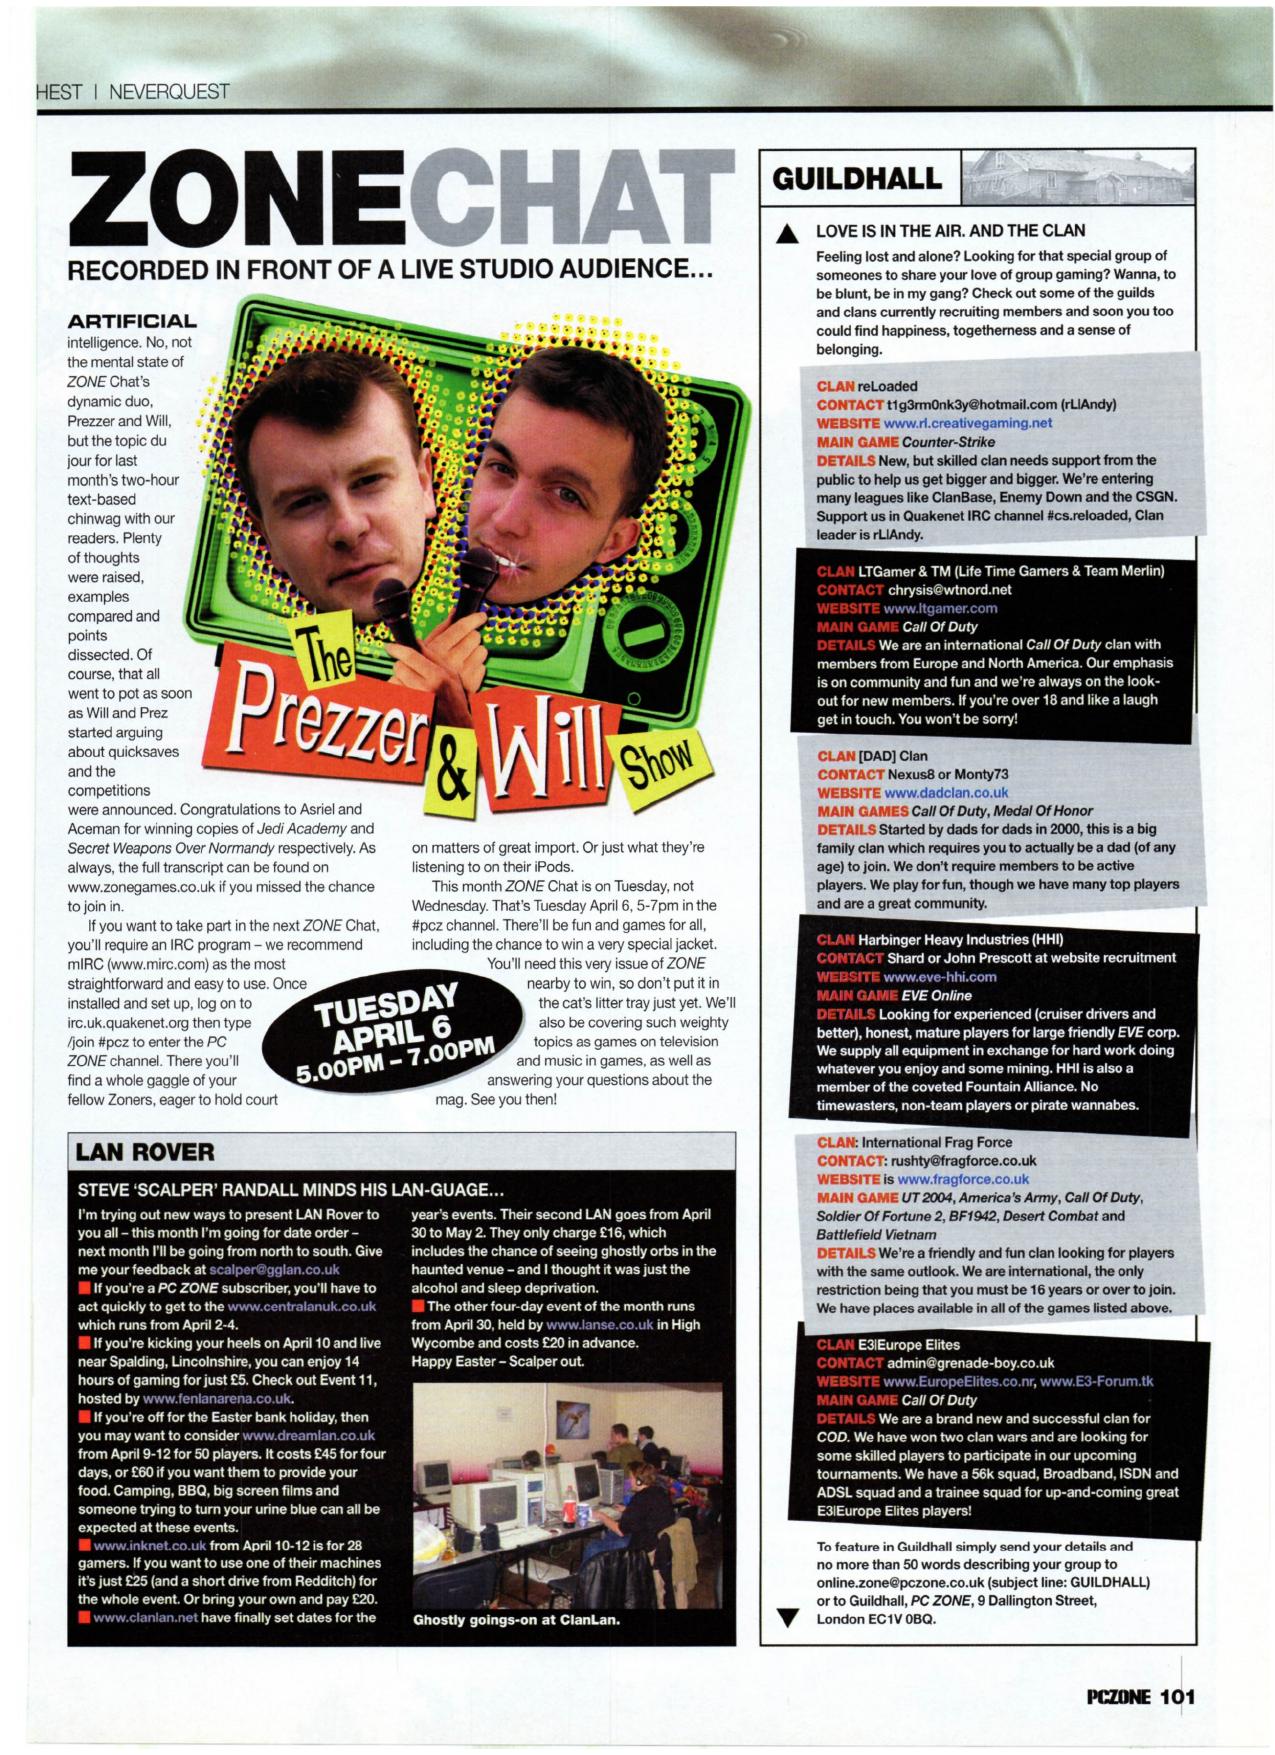 HEST | NEVERQUEST
ZONECHAT
RECORDED IN FRONT OF A LIVE STUDIO AUDIENCE...
ARTIFICIAL
intelligence. No, not
the mental state of
ZONE Chat's
dynamic duo,
Prezzer and Will,
but the topic du
jour for last
month's two-hour
text-based
chinwag with our
readers. Plenty
of thoughts
were raised,
examples
compared and
points
dissected. Of
course, that all
went to pot as soon
as Will and Prez
started arguing
about quicksaves
and the
competitions
were announced. Congratulations to Asriel and
Aceman for winning copies of Jedi Academy and
Secret Weapons Over Normandy respectively. As
always, the full transcript can be found on
www.zonegames.co.uk if you missed the chance
to join in.
If you want to take part in the next ZONE Chat,
you'll require an IRC program – we recommend
mIRC (www.mirc.com) as the most
straightforward and easy to use. Once
installed and set up, log on to
irc.uk.quakenet.org then type
/join #pcz to enter the PC
ZONE channel. There you'll
find a whole gaggle of your
fellow Zoners, eager to hold court
The
Prezzer
&
Will
Show
on matters of great import. Or just what they're
listening to on their iPods.
This month ZONE Chat is on Tuesday, not
Wednesday. That's Tuesday April 6, 5-7pm in the
#pcz channel. There'll be fun and games for all,
including the chance to win a very special jacket.
You'll need this very issue of ZONE
nearby to win, so don't put it in
the cat's litter tray just yet. We'll
also be covering such weighty
topics as games on television
and music in games, as well as
answering your questions about the
mag. See you then!
TUESDAY
APRIL 6
5.00PM – 7.00PM
LAN ROVER
STEVE 'SCALPER' RANDALL MINDS HIS LAN-GUAGE...
I'm trying out new ways to present LAN Rover to
you all – this month I'm going for date order –
next month I'll be going from north to south. Give
me your feedback at scalper@gglan.co.uk
■ If you're a PC ZONE subscriber, you'll have to
act quickly to get to the www.centralanuk.co.uk
which runs from April 2-4.
■ If you're kicking your heels on April 10 and live
near Spalding, Lincolnshire, you can enjoy 14
hours of gaming for just £5. Check out Event 11,
hosted by www.fenlanarena.co.uk.
■ If you're off for the Easter bank holiday, then
you may want to consider www.dreamlan.co.uk
from April 9-12 for 50 players. It costs £45 for four
days, or £60 if you want them to provide your
food. Camping, BBQ, big screen films and
someone trying to turn your urine blue can all be
expected at these events.
■ www.inknet.co.uk from April 10-12 is for 28
gamers. If you want to use one of their machines
it's just £25 (and a short drive from Redditch) for
the whole event. Or bring your own and pay £20.
■ www.clanlan.net have finally set dates for the
year's events. Their second LAN goes from April
30 to May 2. They only charge £16, which
includes the chance of seeing ghostly orbs in the
haunted venue – and I thought it was just the
alcohol and sleep deprivation.
■ The other four-day event of the month runs
from April 30, held by www.lanse.co.uk in High
Wycombe and costs £20 in advance.
Happy Easter – Scalper out.
Ghostly goings-on at ClanLan.
GUILDHALL
▲ LOVE IS IN THE AIR. AND THE CLAN
Feeling lost and alone? Looking for that special group of
someones to share your love of group gaming? Wanna, to
be blunt, be in my gang? Check out some of the guilds
and clans currently recruiting members and soon you too
could find happiness, togetherness and a sense of
belonging.
CLAN reLoaded
CONTACT t1g3rm0nk3y@hotmail.com (rL|Andy)
WEBSITE www.rl.creativegaming.net
MAIN GAME Counter-Strike
DETAILS New, but skilled clan needs support from the
public to help us get bigger and bigger. We're entering
many leagues like ClanBase, Enemy Down and the CSGN.
Support us in Quakenet IRC channel #cs.reloaded, Clan
leader is rL|Andy.
CLAN LTGamer & TM (Life Time Gamers & Team Merlin)
CONTACT chrysis@wtnord.net
WEBSITE www.ltgamer.com
MAIN GAME Call Of Duty
DETAILS We are an international Call Of Duty clan with
members from Europe and North America. Our emphasis
is on community and fun and we're always on the look-
out for new members. If you're over 18 and like a laugh
get in touch. You won't be sorry!
CLAN [DAD] Clan
CONTACT Nexus8 or Monty73
WEBSITE www.dadclan.co.uk
MAIN GAMES Call Of Duty, Medal Of Honor
DETAILS Started by dads for dads in 2000, this is a big
family clan which requires you to actually be a dad (of any
age) to join. We don't require members to be active
players. We play for fun, though we have many top players
and are a great community.
CLAN Harbinger Heavy Industries (HHI)
CONTACT Shard or John Prescott at website recruitment
WEBSITE www.eve-hhi.com
MAIN GAME EVE Online
DETAILS Looking for experienced (cruiser drivers and
better), honest, mature players for large friendly EVE corp.
We supply all equipment in exchange for hard work doing
whatever you enjoy and some mining. HHI is also a
member of the coveted Fountain Alliance. No
timewasters, non-team players or pirate wannabes.
CLAN: International Frag Force
CONTACT: rushty@fragforce.co.uk
WEBSITE is www.fragforce.co.uk
MAIN GAME UT 2004, America's Army, Call Of Duty,
Soldier Of Fortune 2, BF1942, Desert Combat and
Battlefield Vietnam
DETAILS We're a friendly and fun clan looking for players
with the same outlook. We are international, the only
restriction being that you must be 16 years or over to join.
We have places available in all of the games listed above.
CLAN E3|Europe Elites
CONTACT admin@grenade-boy.co.uk
WEBSITE www.EuropeElites.co.nr, www.E3-Forum.tk
MAIN GAME Call Of Duty
DETAILS We are a brand new and successful clan for
COD. We have won two clan wars and are looking for
some skilled players to participate in our upcoming
tournaments. We have a 56k squad, Broadband, ISDN and
ADSL squad and a trainee squad for up-and-coming great
E3|Europe Elites players!
To feature in Guildhall simply send your details and
no more than 50 words describing your group to
online.zone@pczone.co.uk (subject line: GUILDHALL)
or to Guildhall, PC ZONE, 9 Dallington Street,
▼ London EC1V 0BQ.
PCZONE 101